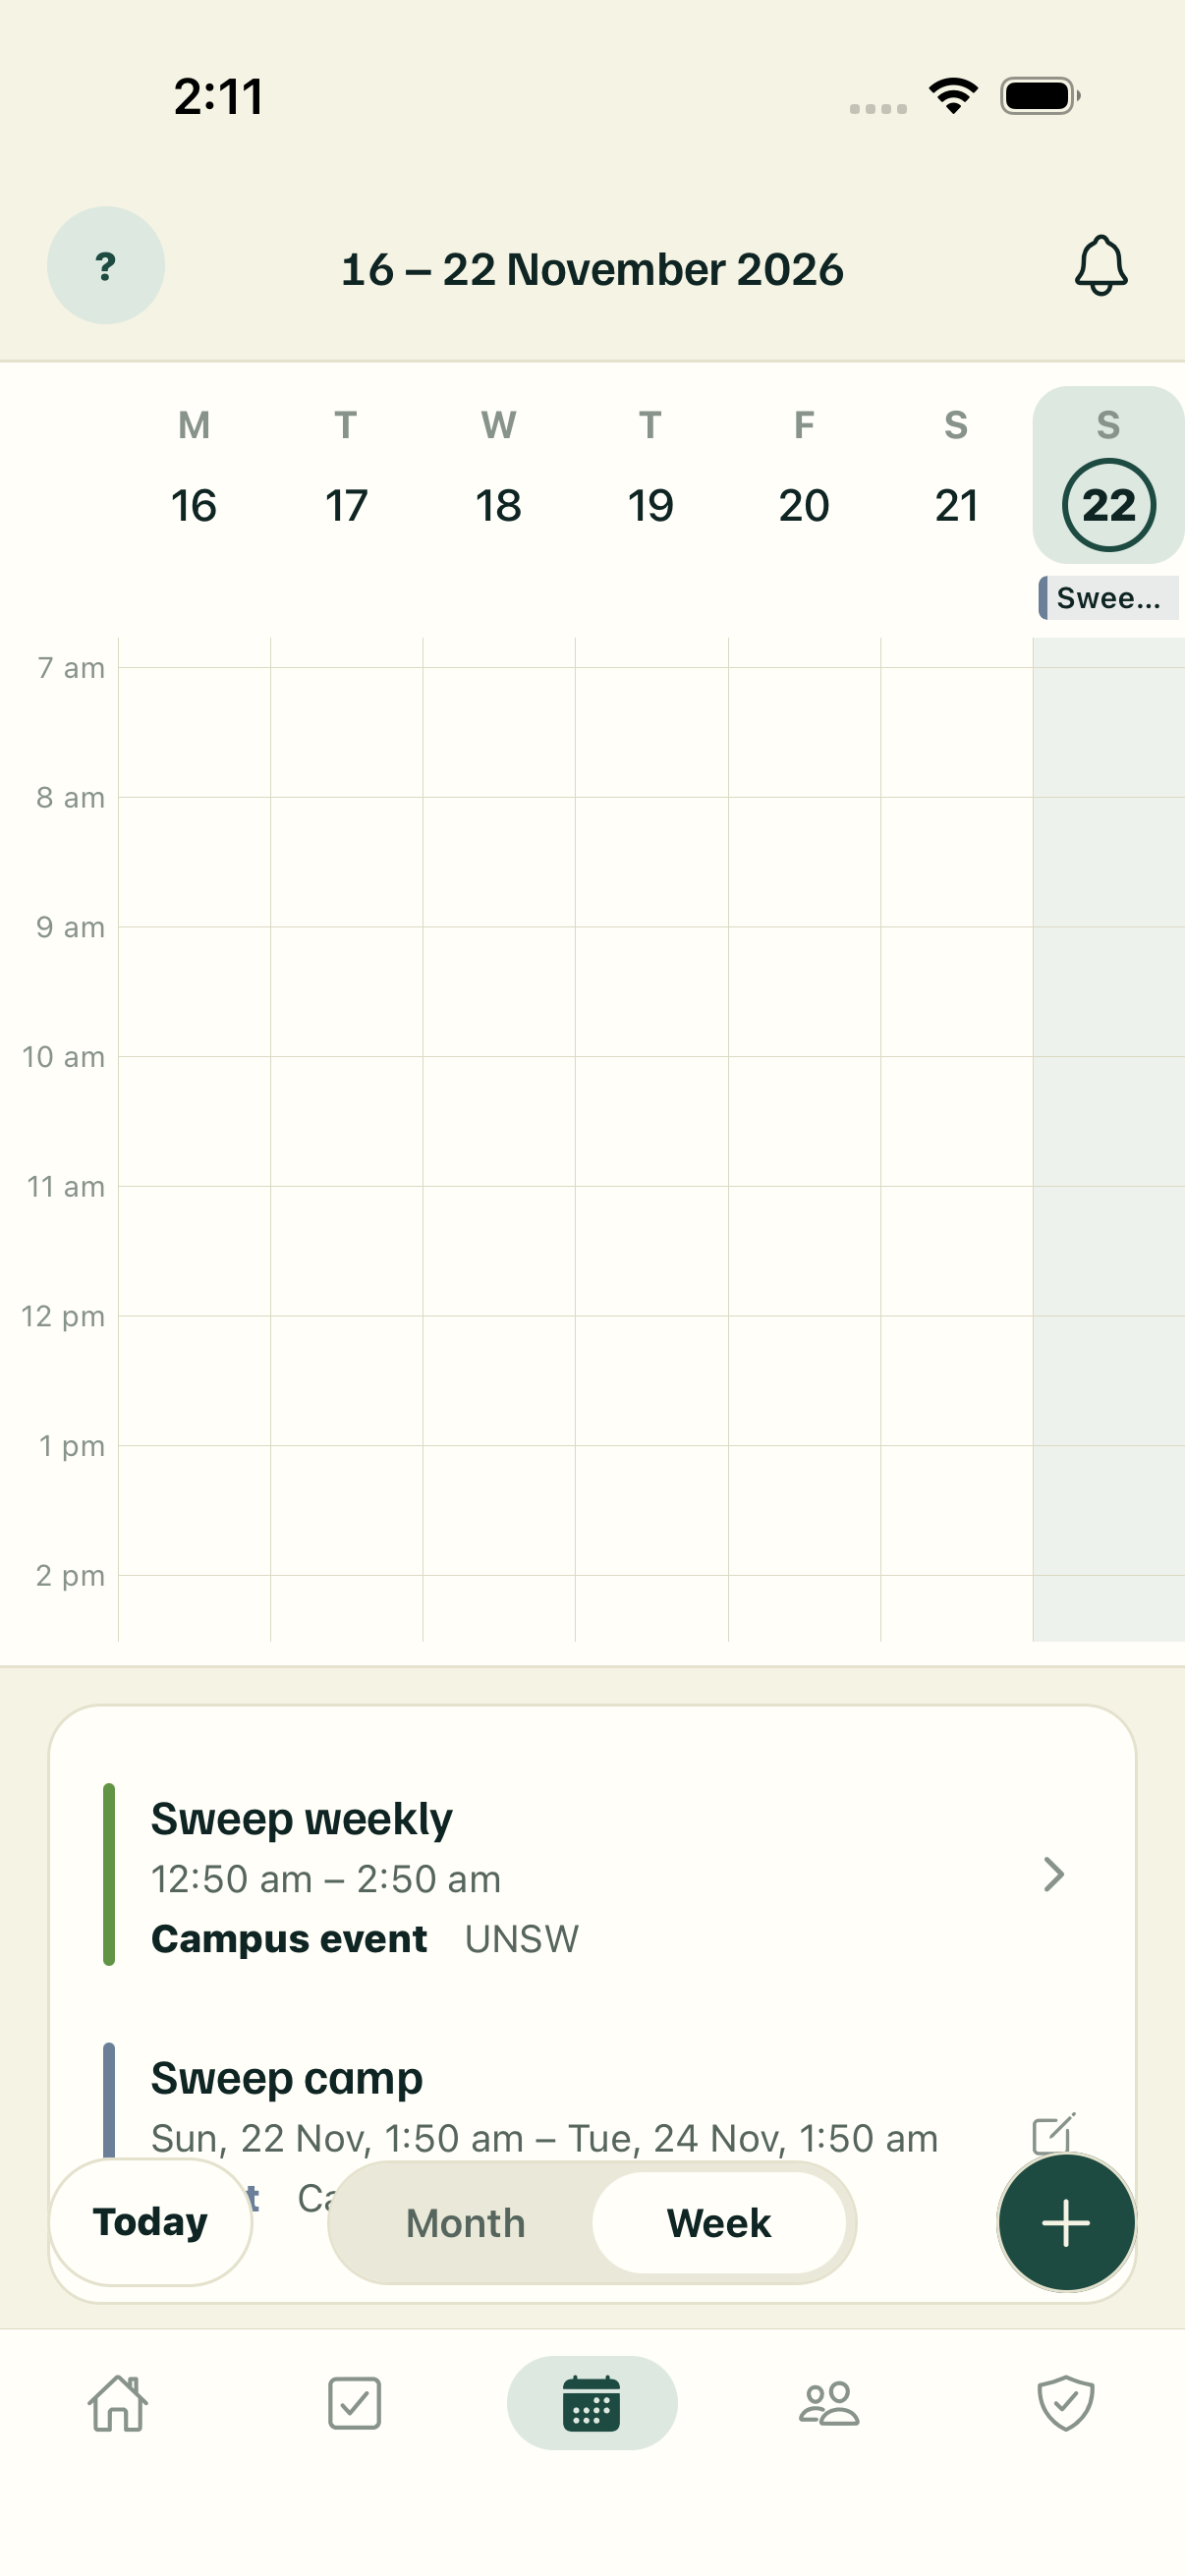 2:11
?
16 – 22 November 2026
M T W T F S S
16 17 18 19 20 21 22
Swee...
7 am
8 am
9 am
10 am
11 am
12 pm
1 pm
2 pm
Sweep weekly
12:50 am – 2:50 am
Campus event UNSW
Sweep camp
Sun, 22 Nov, 1:50 am – Tue, 24 Nov, 1:50 am
Today Month Week